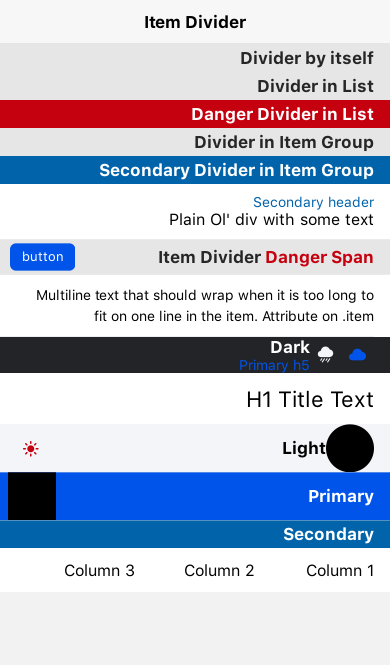 Item Divider
Divider by itself
Divider in List
Danger Divider in List
Divider in Item Group
Secondary Divider in Item Group
Secondary header
Plain Ol' div with some text
Item Divider Danger Span
button
Multiline text that should wrap when it is too long to
fit on one line in the item. Attribute on .item
Dark
Primary h5
H1 Title Text
Light
Primary
Secondary
Column 3 Column 2 Column 1